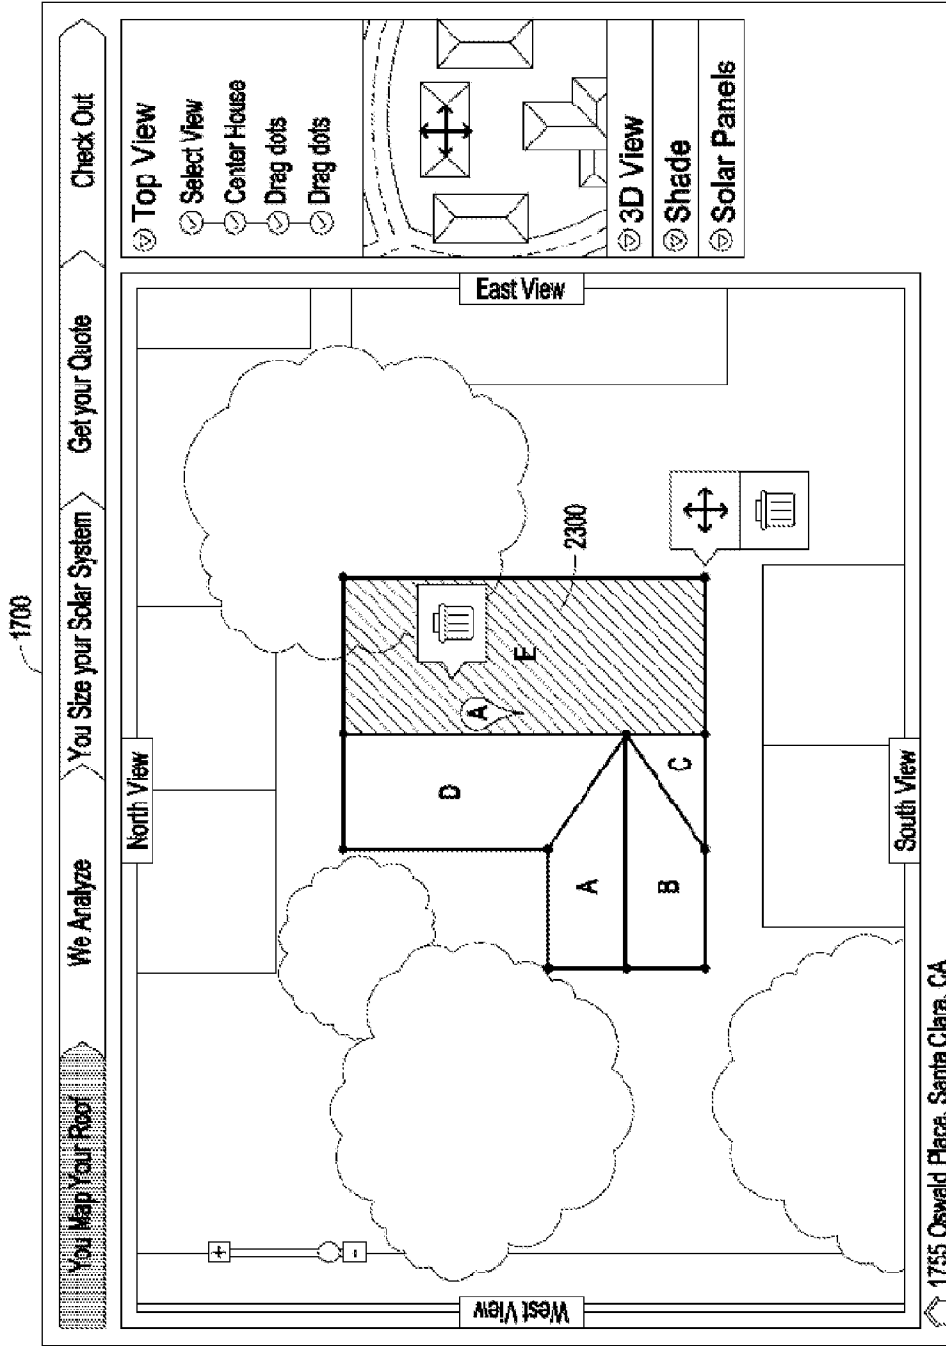 1700
You Map Your Roof
We Analyze
You Size your Solar System
Get your Quote
Check Out
North View
West View
East View
South View
A
D
E
A
B
C
2300
+
-
Top View
Select View
Center House
Drag dots
Drag dots
3D View
Shade
Solar Panels
1755 Oswald Place, Santa Clara, CA